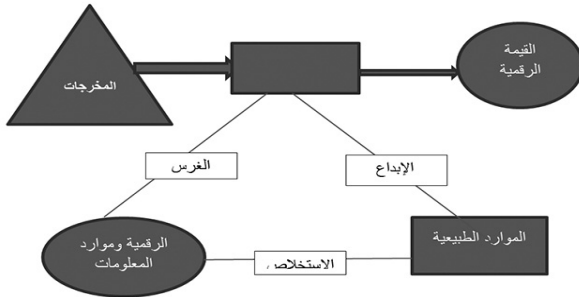 القيمة
الرقمية
المخرجات
الغرس
الإبداع
الرقمية وموارد
المعلومات
الموارد الطبيعية
الاستخلاص